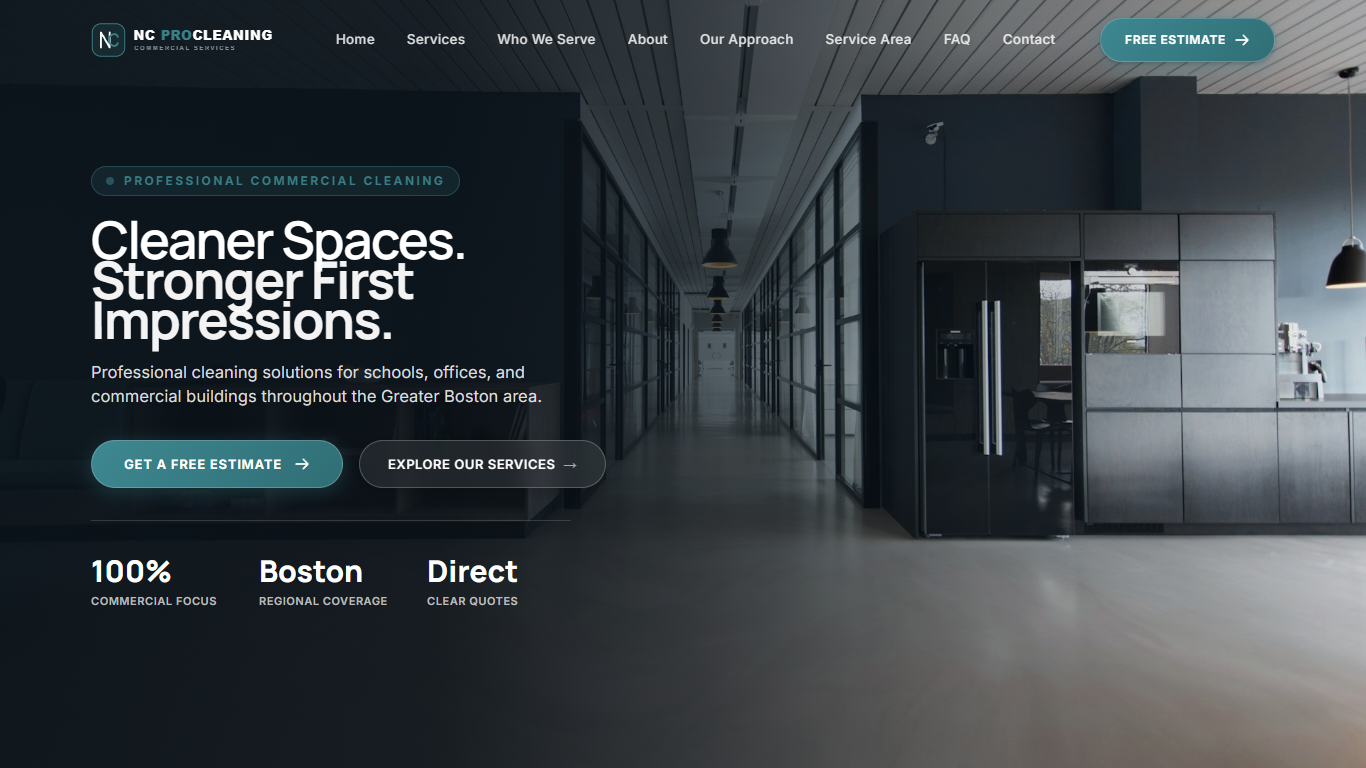 NC PROCLEANING
COMMERCIAL SERVICES
Home
Services
Who We Serve
About
Our Approach
Service Area
FAQ
Contact
FREE ESTIMATE →
PROFESSIONAL COMMERCIAL CLEANING
Cleaner Spaces.
Stronger First
Impressions.
Professional cleaning solutions for schools, offices, and
commercial buildings throughout the Greater Boston area.
GET A FREE ESTIMATE →
EXPLORE OUR SERVICES →
100%
COMMERCIAL FOCUS
Boston
REGIONAL COVERAGE
Direct
CLEAR QUOTES